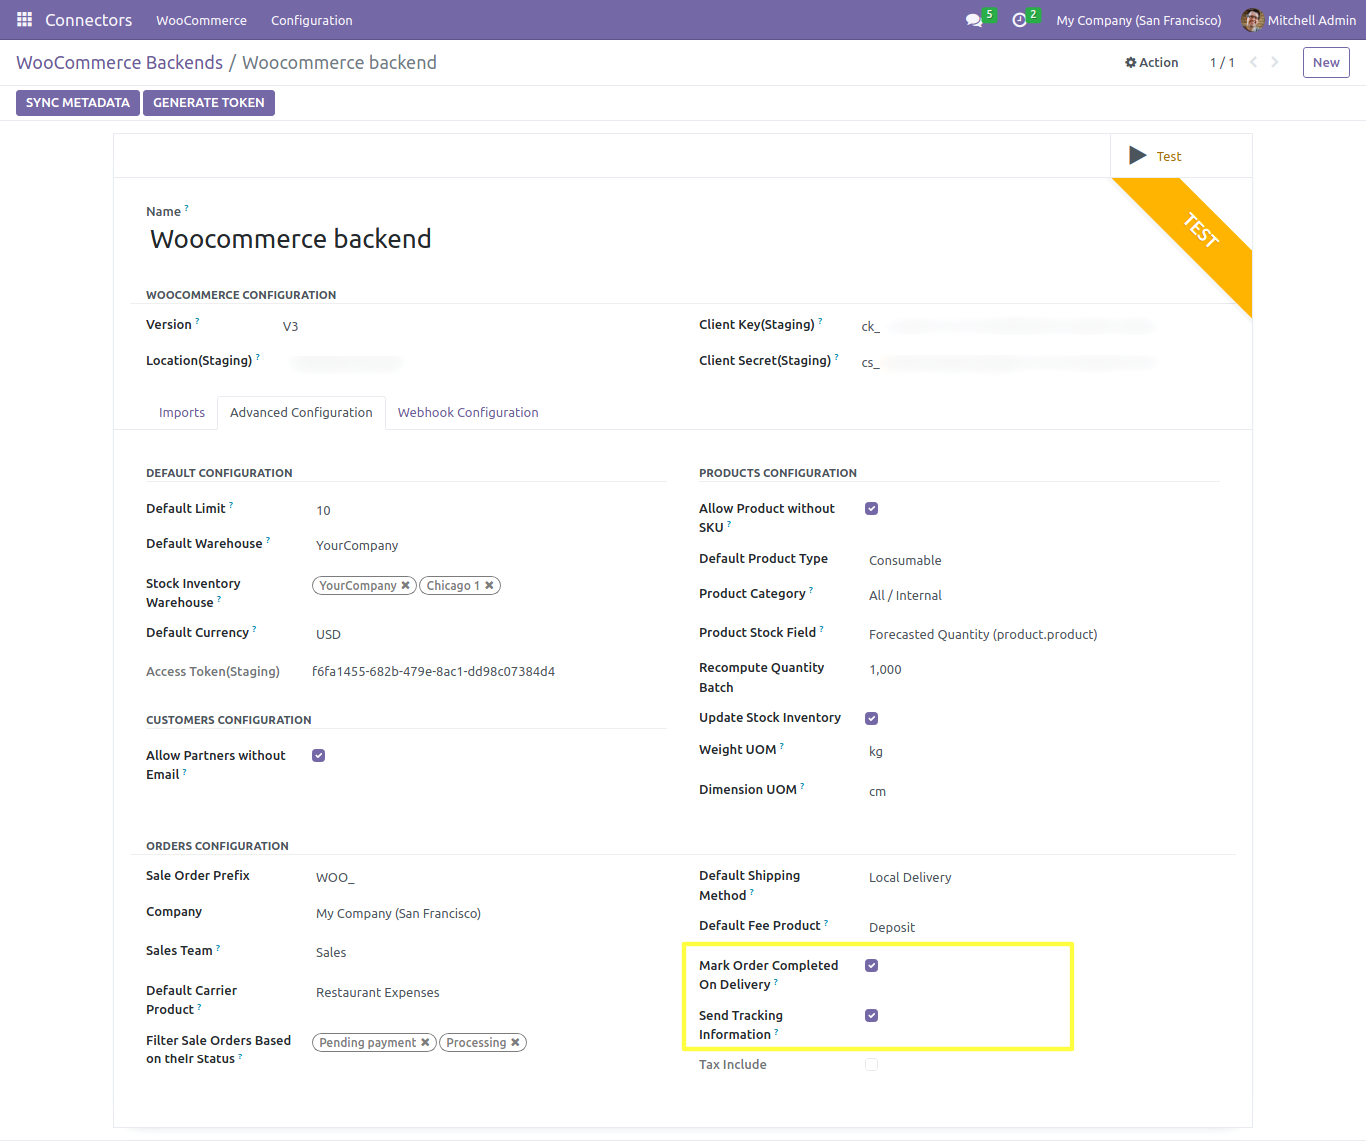 Connectors WooCommerce Configuration 5 2 My Company (San Francisco) Mitchell Admin
WooCommerce Backends / Woocommerce backend Action 1 / 1 New
SYNC METADATA GENERATE TOKEN
Test
TEST
Name ?
Woocommerce backend
WOOCOMMERCE CONFIGURATION
Version ? V3 Client Key(Staging) ? ck_
Location(Staging) ? Client Secret(Staging) ? cs_
Imports Advanced Configuration Webhook Configuration
DEFAULT CONFIGURATION
Default Limit ? 10
Default Warehouse ? YourCompany
Stock Inventory
Warehouse ? YourCompany ✖ Chicago 1 ✖
Default Currency ? USD
Access Token(Staging) f6fa1455-682b-479e-8ac1-dd98c07384d4
CUSTOMERS CONFIGURATION
Allow Partners without
Email ?
PRODUCTS CONFIGURATION
Allow Product without
SKU ?
Default Product Type Consumable
Product Category ? All / Internal
Product Stock Field ? Forecasted Quantity (product.product)
Recompute Quantity
Batch 1,000
Update Stock Inventory
Weight UOM ? kg
Dimension UOM ? cm
ORDERS CONFIGURATION
Sale Order Prefix WOO_
Company My Company (San Francisco)
Sales Team ? Sales
Default Carrier
Product ? Restaurant Expenses
Filter Sale Orders Based
on their Status ? Pending payment ✖ Processing ✖
Default Shipping
Method ? Local Delivery
Default Fee Product ? Deposit
Mark Order Completed
On Delivery ?
Send Tracking
Information ?
Tax Include